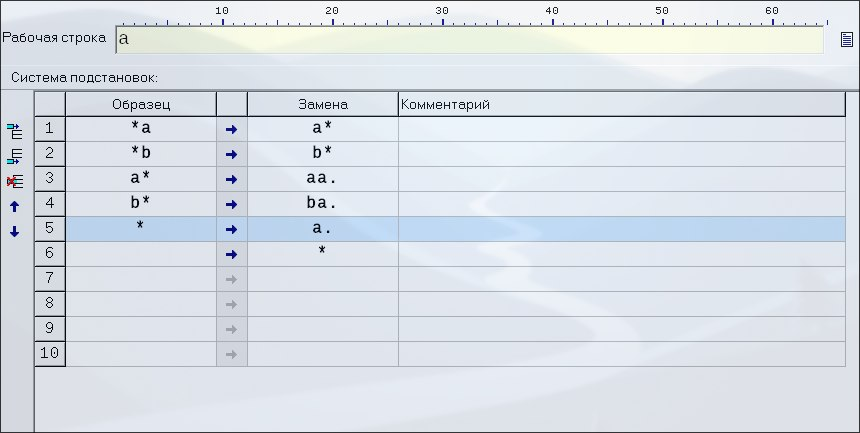 10 20 30 40 50 60
Рабочая строка a
Система подстановок:
Образец Замена Комментарий
1 *a → a*
2 *b → b*
3 a* → aa.
4 b* → ba.
5 * → a.
6 → *
7 →
8 →
9 →
10 →